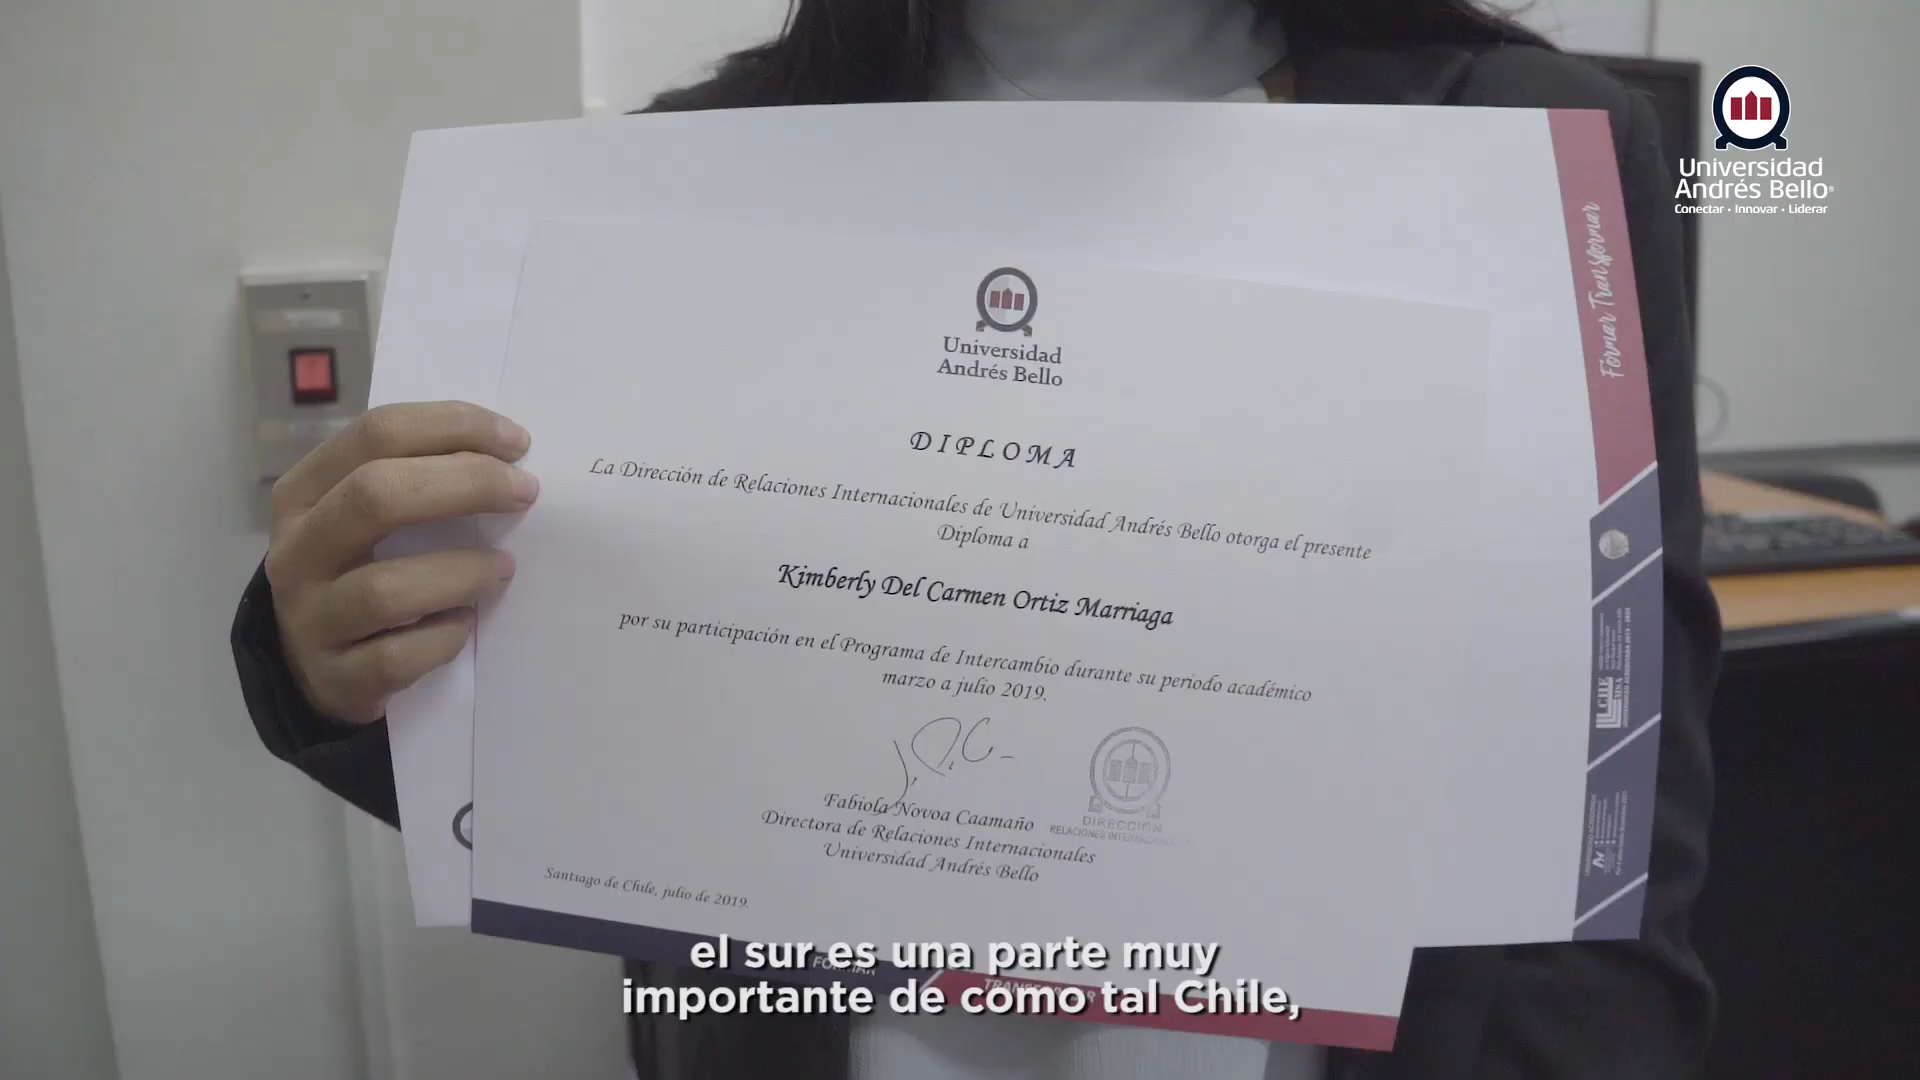 Universidad
Andrés Bello
Conectar · Innovar · Liderar
Formar Transformar
Universidad
Andrés Bello
DIPLOMA
La Dirección de Relaciones Internacionales de Universidad Andrés Bello otorga el presente
Diploma a
Kimberly Del Carmen Ortiz Marriaga
por su participación en el Programa de Intercambio durante su periodo académico
marzo a julio 2019.
Fabiola Novoa Caamaño
Directora de Relaciones Internacionales
Universidad Andrés Bello
DIRECCIÓN
RELACIONES INTERNACIONALES
Santiago de Chile, julio de 2019.
el sur es una parte muy
importante de como tal Chile,